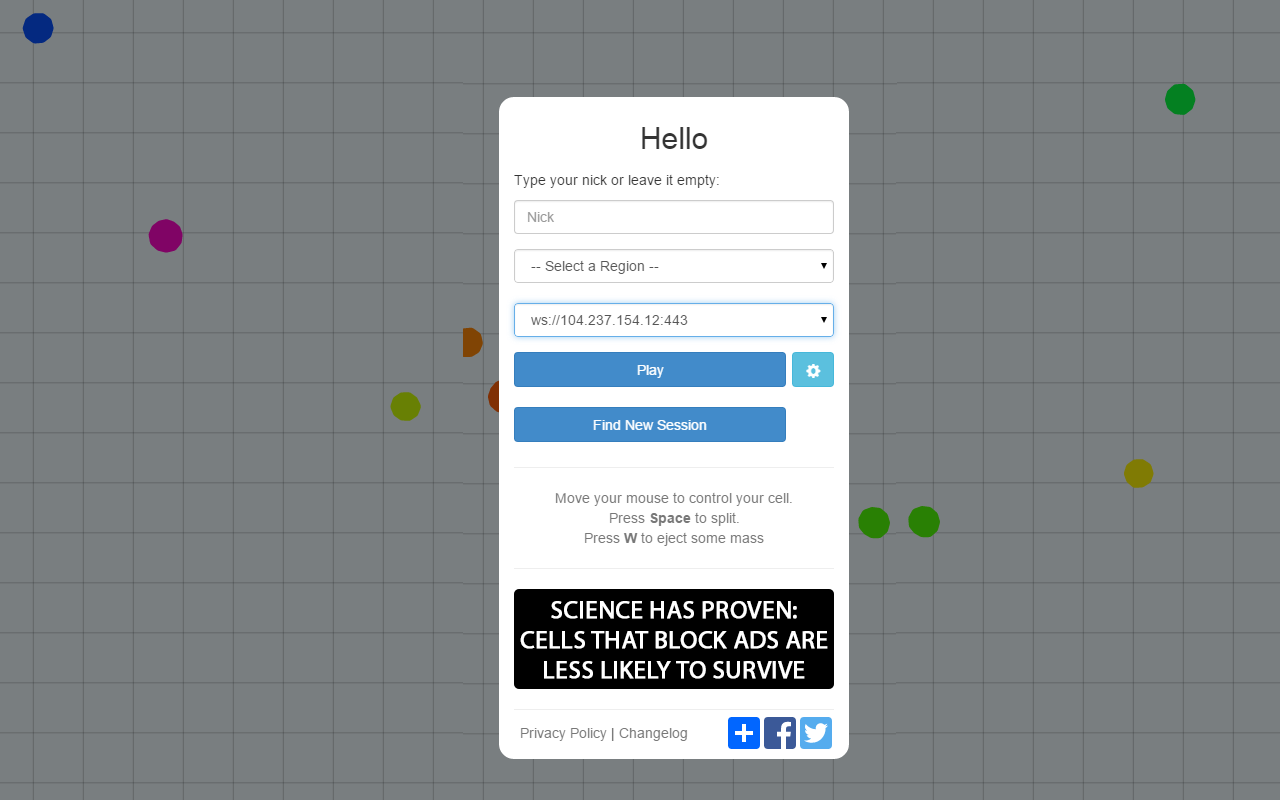 Hello
Type your nick or leave it empty:
Nick
-- Select a Region --
ws://104.237.154.12:443
Play
Find New Session
Move your mouse to control your cell.
Press Space to split.
Press W to eject some mass
SCIENCE HAS PROVEN:
CELLS THAT BLOCK ADS ARE
LESS LIKELY TO SURVIVE
Privacy Policy | Changelog